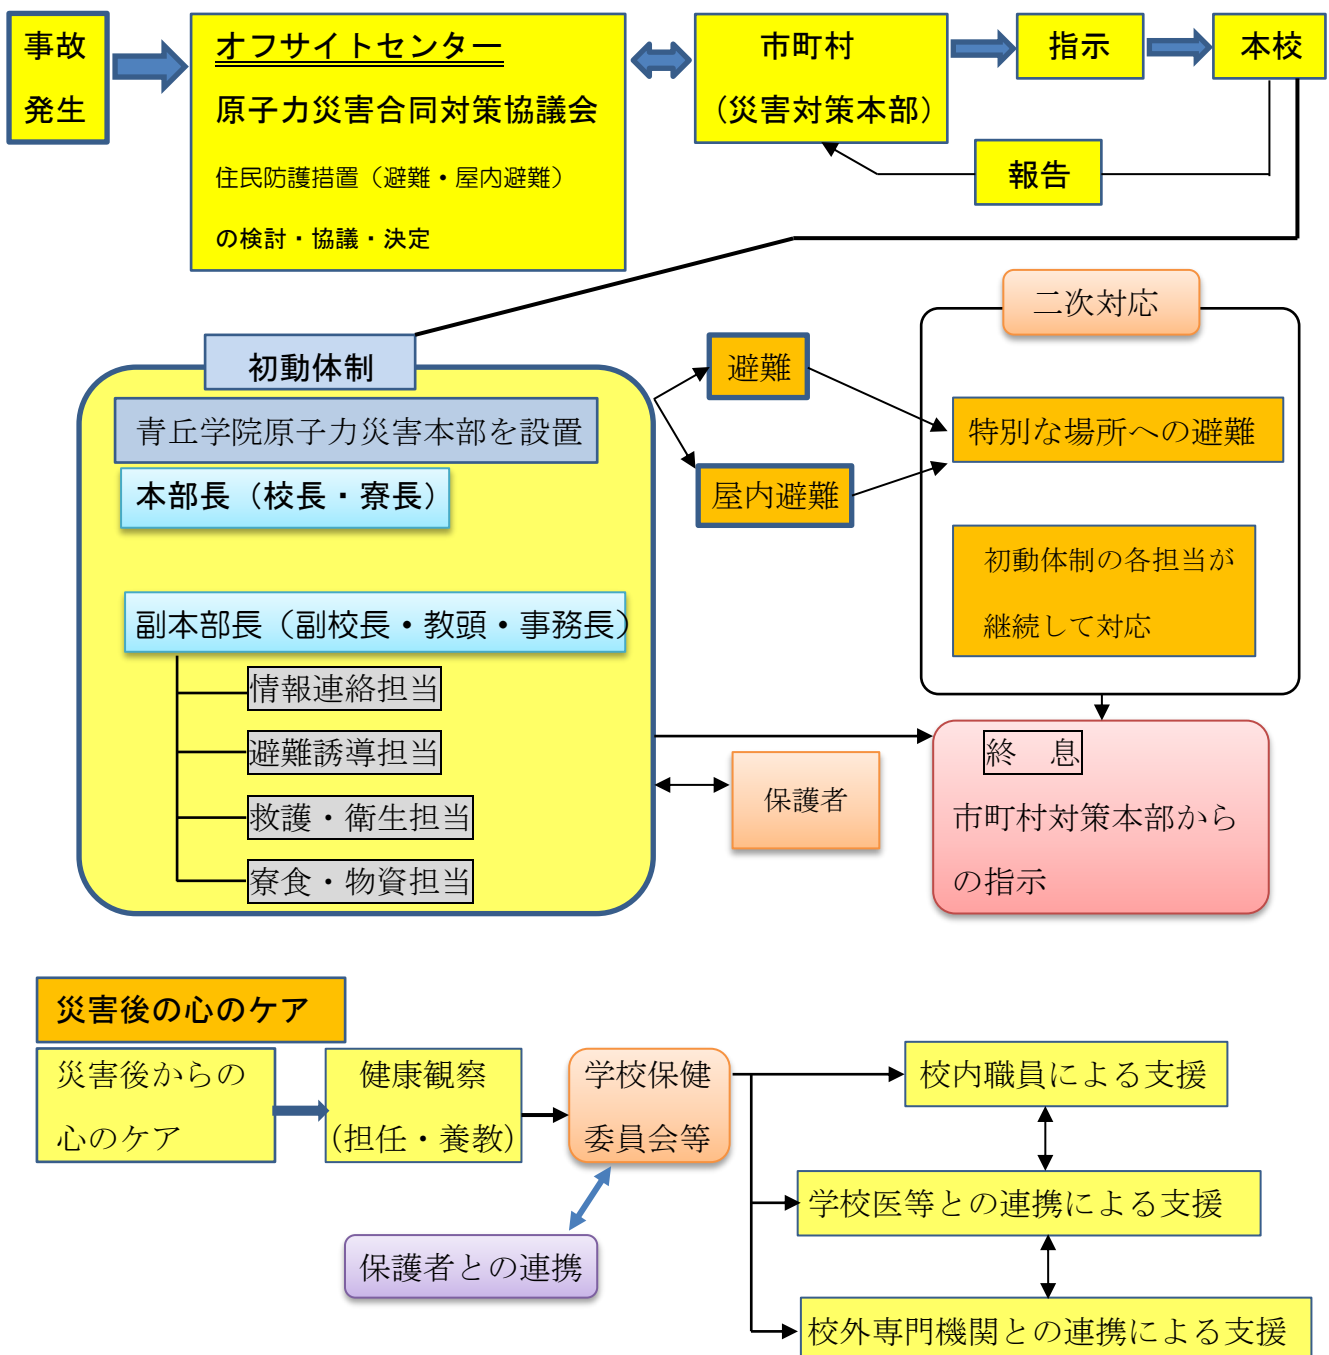 事故
発生
オフサイトセンター
原子力災害合同対策協議会
住民防護措置（避難・屋内避難）
の検討・協議・決定
市町村
（災害対策本部）
指示
本校
報告
初動体制
青丘学院原子力災害本部を設置
本部長（校長・寮長）
副本部長（副校長・教頭・事務長）
情報連絡担当
避難誘導担当
救護・衛生担当
寮食・物資担当
避難
屋内避難
二次対応
特別な場所への避難
初動体制の各担当が
継続して対応
保護者
終　息
市町村対策本部から
の指示
災害後の心のケア
災害後からの
心のケア
健康観察
（担任・養教）
学校保健
委員会等
保護者との連携
校内職員による支援
学校医等との連携による支援
校外専門機関との連携による支援